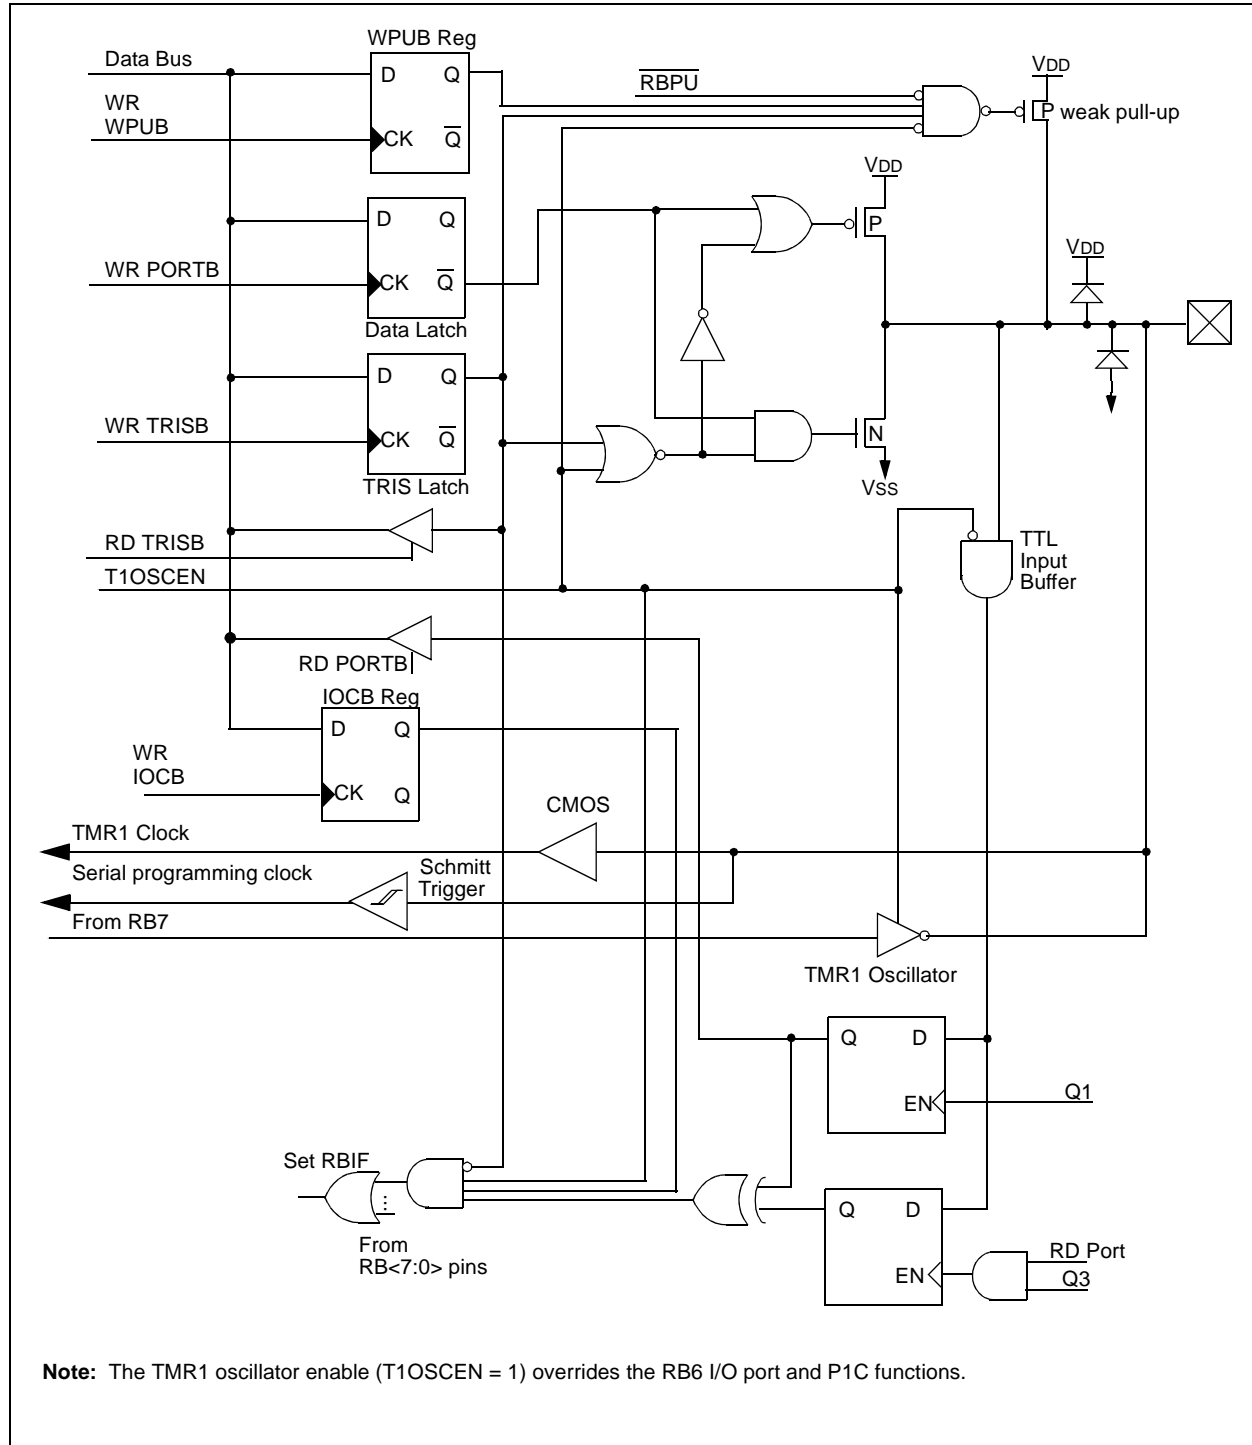 WPUB Reg
Data Bus
D Q
WR
WPUB
CK Q
RBPU
VDD
P weak pull-up
VDD
D Q
P
WR PORTB
CK Q
Data Latch
VDD
D Q
WR TRISB
CK Q
TRIS Latch
N
VSS
RD TRISB
T1OSCEN
TTL
Input
Buffer
RD PORTB
IOCB Reg
D Q
WR
IOCB
CK Q
CMOS
TMR1 Clock
Serial programming clock
Schmitt
Trigger
From RB7
TMR1 Oscillator
Q D
EN
Q1
Set RBIF
From
RB<7:0> pins
Q D
EN
RD Port
Q3
Note: The TMR1 oscillator enable (T1OSCEN = 1) overrides the RB6 I/O port and P1C functions.